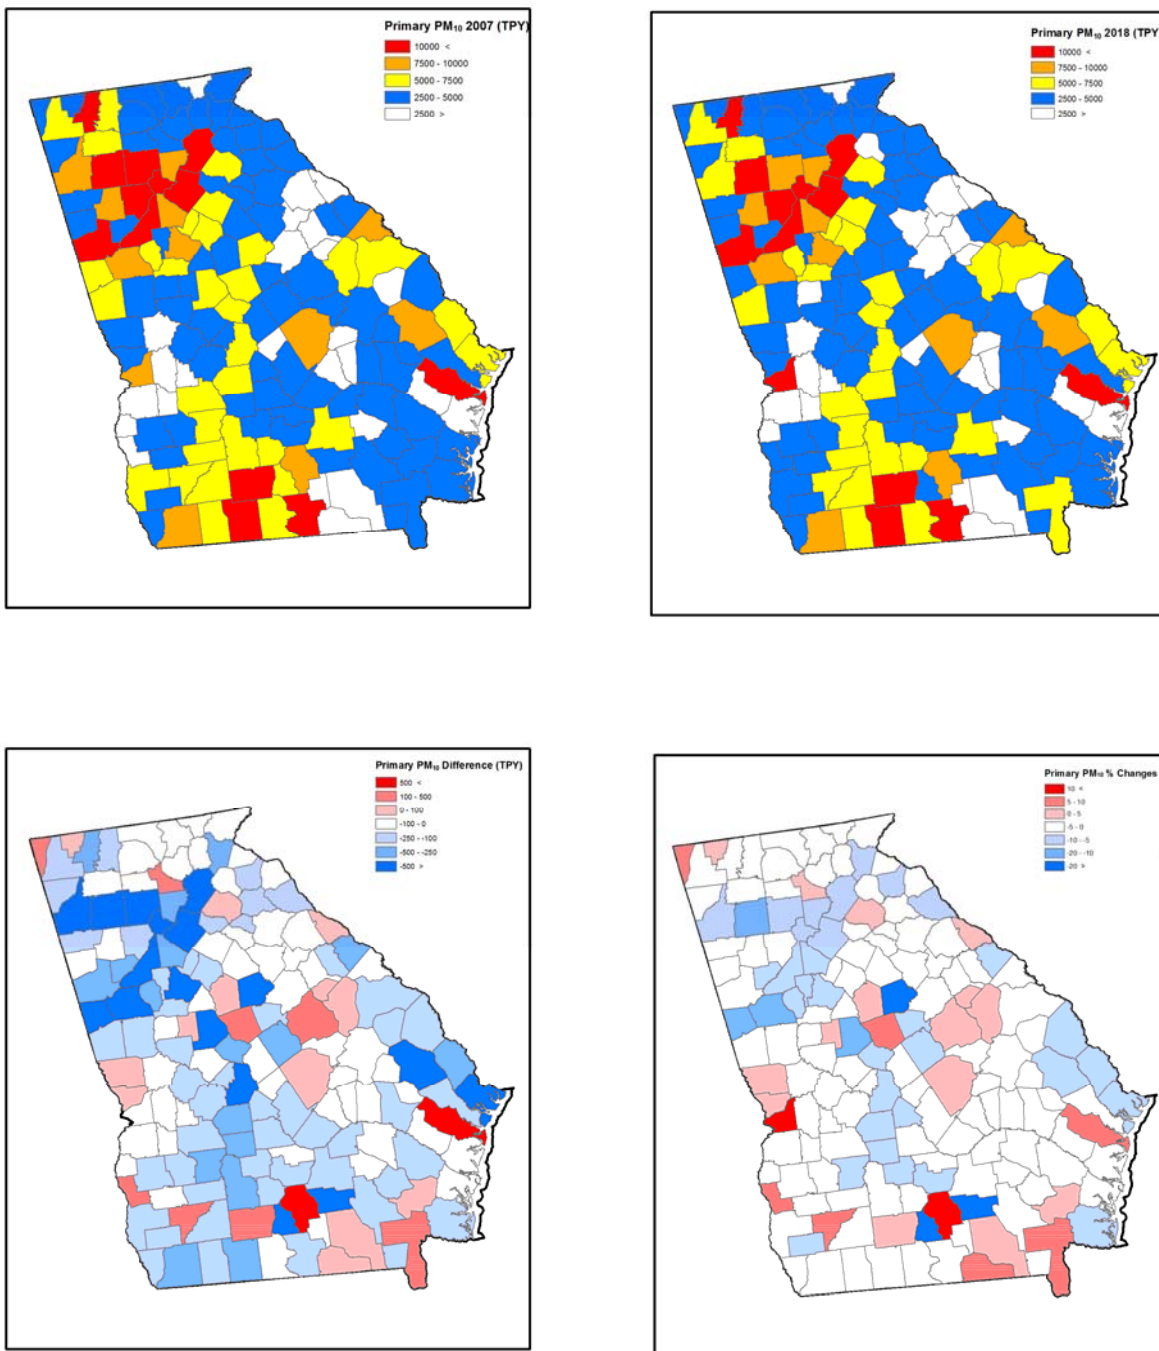 Primary PM₁₀ 2007 (TPY)
10000 <
7500 - 10000
5000 - 7500
2500 - 5000
2500 >
Primary PM₁₀ 2018 (TPY)
10000 <
7500 - 10000
5000 - 7500
2500 - 5000
2500 >
Primary PM₁₀ Difference (TPY)
500 <
100 - 500
0 - 100
-100 - 0
-250 - -100
-500 - -250
-500 >
Primary PM₁₀ % Changes
10 <
5 - 10
0 - 5
-5 - 0
-10 - -5
-20 - -10
-20 >